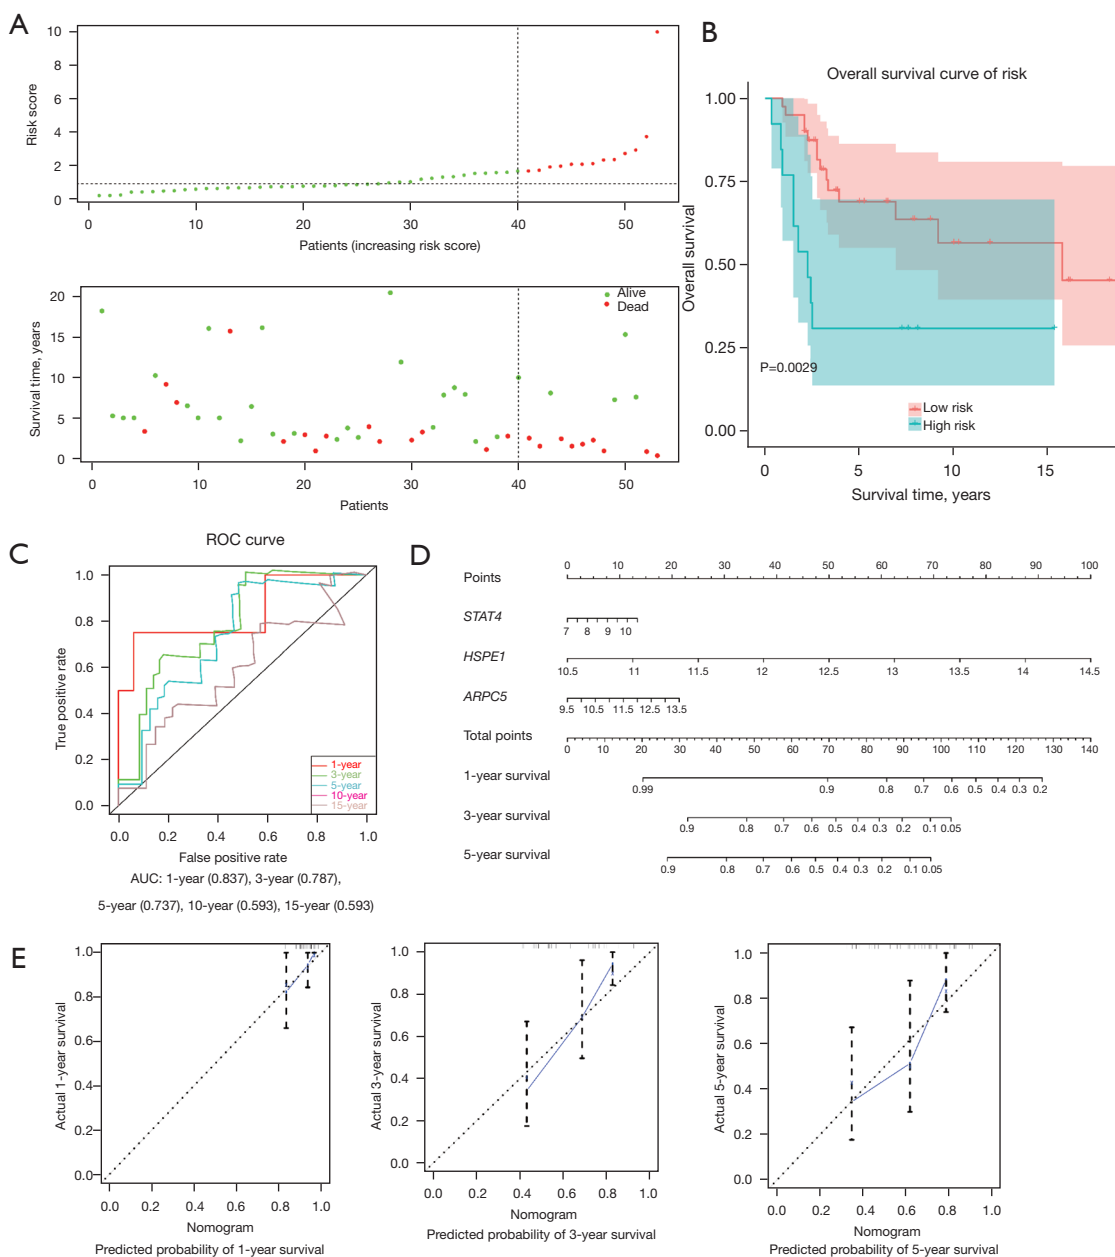 A
10
8
6
4
2
0
Risk score
0 10 20 30 40 50
Patients (increasing risk score)
20
15
10
5
0
Survival time, years
Alive
Dead
0 10 20 30 40 50
Patients
B
Overall survival curve of risk
1.00
0.75
0.50
0.25
0.00
Overall survival
P=0.0029
Low risk
High risk
0 5 10 15
Survival time, years
C
ROC curve
1.0
0.8
0.6
0.4
0.2
0.0
True positive rate
1-year
3-year
5-year
10-year
15-year
0.0 0.2 0.4 0.6 0.8 1.0
False positive rate
AUC: 1-year (0.837), 3-year (0.787),
5-year (0.737), 10-year (0.593), 15-year (0.593)
D
Points
0 10 20 30 40 50 60 70 80 90 100
STAT4
7 8 9 10
HSPE1
10.5 11 11.5 12 12.5 13 13.5 14 14.5
ARPC5
9.5 10.5 11.5 12.5 13.5
Total points
0 10 20 30 40 50 60 70 80 90 100 110 120 130 140
1-year survival
0.99 0.9 0.8 0.7 0.6 0.5 0.4 0.3 0.2
3-year survival
0.9 0.8 0.7 0.6 0.5 0.4 0.3 0.2 0.1 0.05
5-year survival
0.9 0.8 0.7 0.6 0.5 0.4 0.3 0.2 0.1 0.05
E
1.0
0.8
0.6
0.4
0.2
0.0
Actual 1-year survival
0.0 0.2 0.4 0.6 0.8 1.0
Nomogram
Predicted probability of 1-year survival
1.0
0.8
0.6
0.4
0.2
0.0
Actual 3-year survival
0.0 0.2 0.4 0.6 0.8 1.0
Nomogram
Predicted probability of 3-year survival
1.0
0.8
0.6
0.4
0.2
0.0
Actual 5-year survival
0.0 0.2 0.4 0.6 0.8 1.0
Nomogram
Predicted probability of 5-year survival